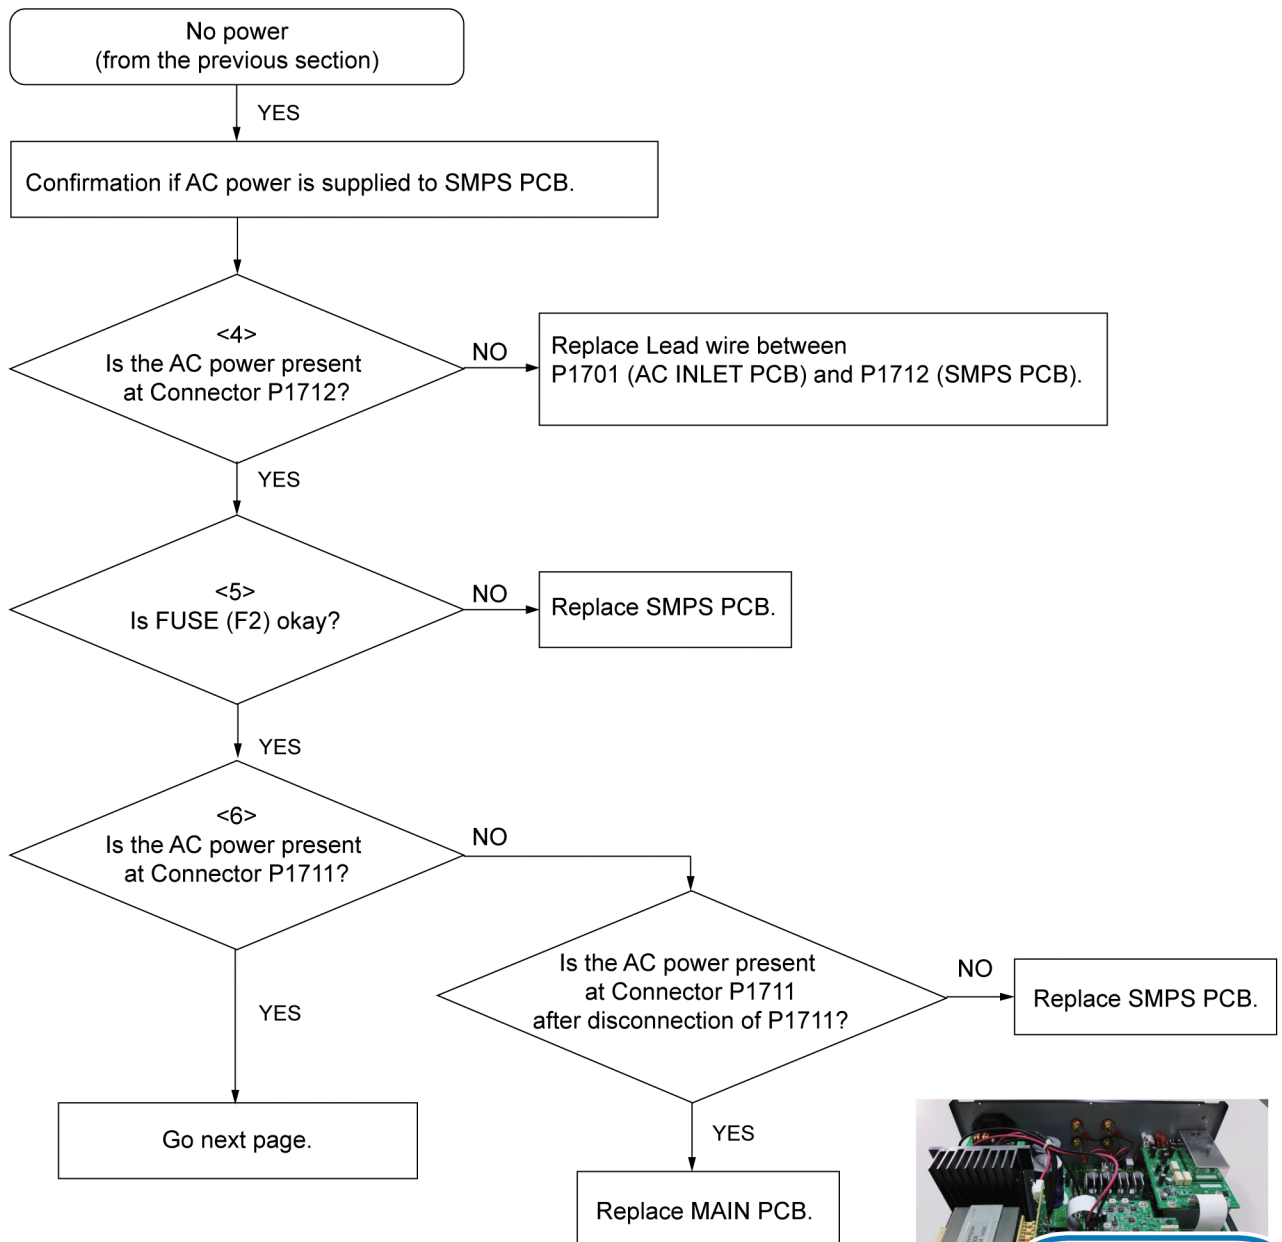 No power
(from the previous section)
YES
Confirmation if AC power is supplied to SMPS PCB.
<4>
Is the AC power present
at Connector P1712?
NO
Replace Lead wire between
P1701 (AC INLET PCB) and P1712 (SMPS PCB).
YES
<5>
Is FUSE (F2) okay?
NO
Replace SMPS PCB.
YES
<6>
Is the AC power present
at Connector P1711?
NO
Is the AC power present
at Connector P1711
after disconnection of P1711?
NO
Replace SMPS PCB.
YES
Go next page.
YES
Replace MAIN PCB.